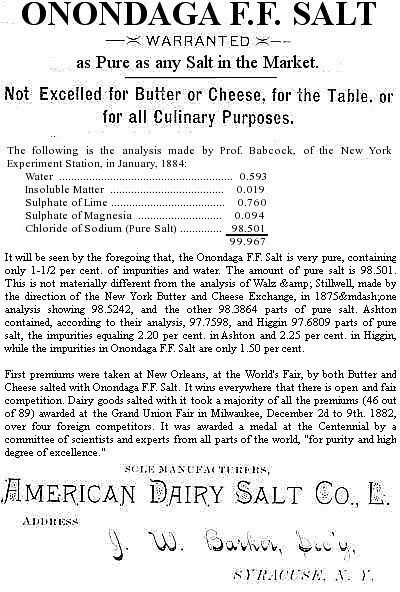 ONONDAGA F.F. SALT
WARRANTED
as Pure as any Salt in the Market.
Not Excelled for Butter or Cheese, for the Table, or
for all Culinary Purposes.
The following is the analysis made by Prof. Babcock, of the New York
Experiment Station, in January, 1884:
Water ........................................................... 0.593
Insoluble Matter ...................................... 0.019
Sulphate of Lime ...................................... 0.760
Sulphate of Magnesia ............................ 0.094
Chloride of Sodium (Pure Salt) .............. 98.501
99.967
It will be seen by the foregoing that, the Onondaga F.F. Salt is very pure, containing
only 1-1/2 per cent. of impurities and water. The amount of pure salt is 98.501.
This is not materially different from the analysis of Walz &amp; Stillwell, made by
the direction of the New York Butter and Cheese Exchange, in 1875&mdash;one
analysis showing 98.5242, and the other 98.3864 parts of pure salt. Ashton
contained, according to their analysis, 97.7598, and Higgin 97.6809 parts of pure
salt, the impurities equaling 2.20 per cent. in Ashton and 2.25 per cent. in Higgin,
while the impurities in Onondaga F.F. Salt are only 1.50 per cent.
First premiums were taken at New Orleans, at the World's Fair, by both Butter and
Cheese salted with Onondaga F.F. Salt. It wins everywhere that there is open and fair
competition. Dairy goods salted with it took a majority of all the premiums (46 out
of 89) awarded at the Grand Union Fair in Milwaukee, December 2d to 9th. 1882,
over four foreign competitors. It was awarded a medal at the Centennial by a
committee of scientists and experts from all parts of the world, "for purity and high
degree of excellence."
SOLE MANUFACTURERS,
AMERICAN DAIRY SALT CO., L.
ADDRESS
J. W. Barker, Sec'y,
SYRACUSE, N. Y,